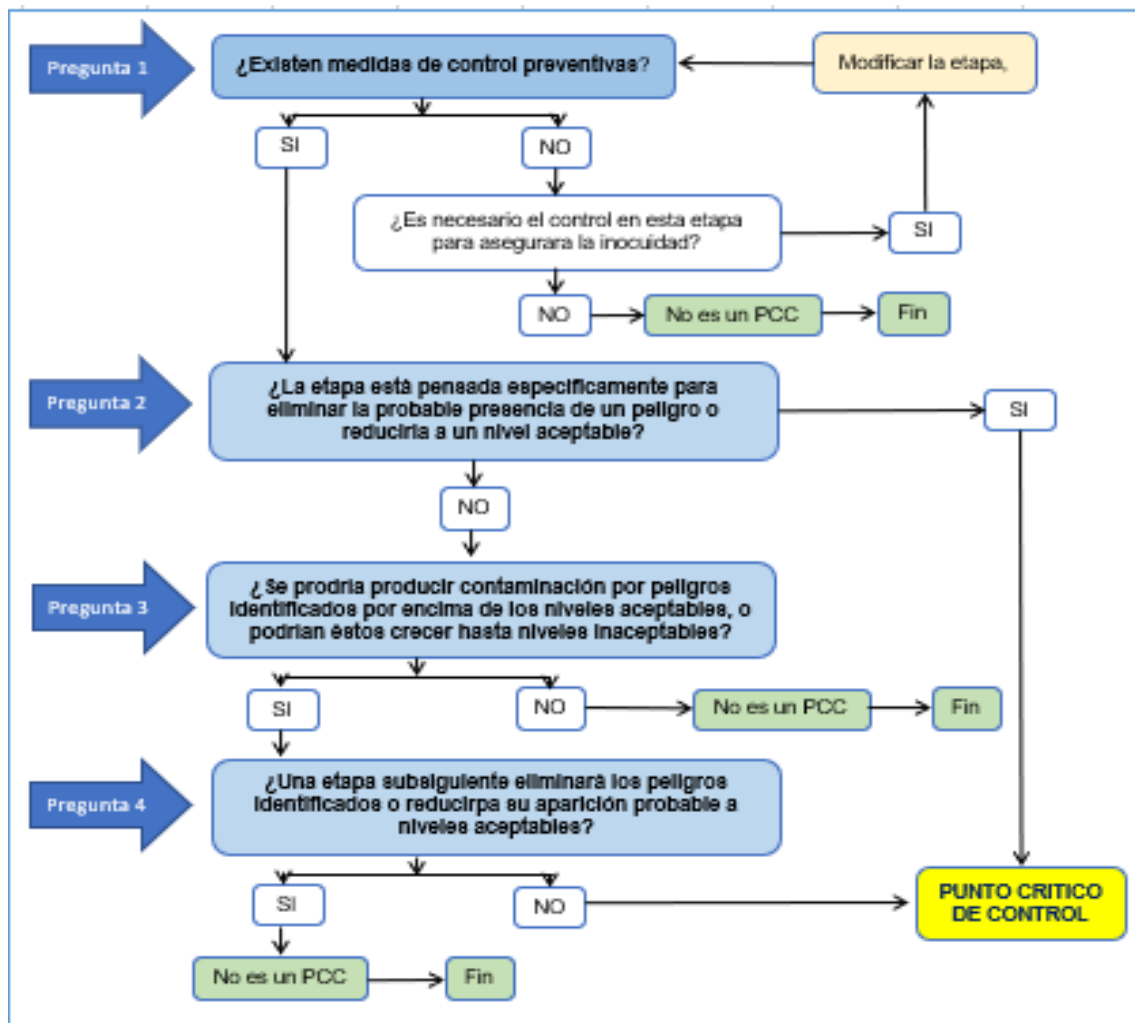 Pregunta 1
¿Existen medidas de control preventivas?
Modificar la etapa,
SI
NO
¿Es necesario el control en esta etapa
para asegurara la inocuidad?
SI
NO
No es un PCC
Fin
Pregunta 2
¿La etapa está pensada especificamente para
eliminar la probable presencia de un peligro o
reducirla a un nivel aceptable?
SI
NO
Pregunta 3
¿Se prodria producir contaminación por peligros
identificados por encima de los niveles aceptables, o
podrian éstos crecer hasta niveles inaceptables?
SI
NO
No es un PCC
Fin
Pregunta 4
¿Una etapa subsiguiente eliminará los peligros
identificados o reducirpa su aparición probable a
niveles aceptables?
SI
NO
PUNTO CRITICO
DE CONTROL
No es un PCC
Fin